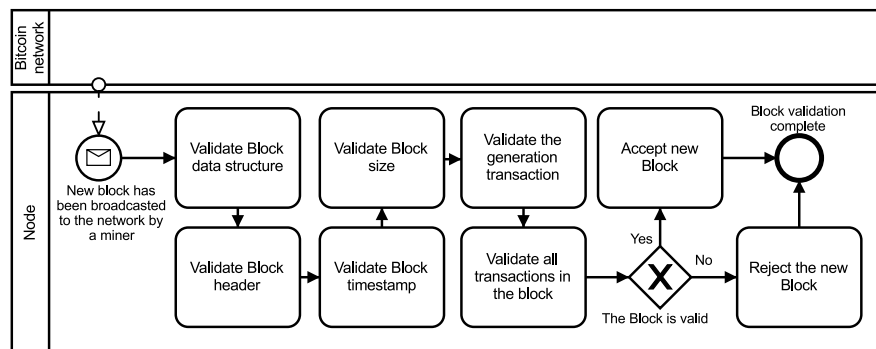 Bitcoin
network
Node
New block has
been broadcasted
to the network by
a miner
Validate Block
data structure
Validate Block
header
Validate Block
timestamp
Validate Block
size
Validate the
generation
transaction
Validate all
transactions in
the block
The Block is valid
Yes
Accept new
Block
No
Reject the new
Block
Block validation
complete